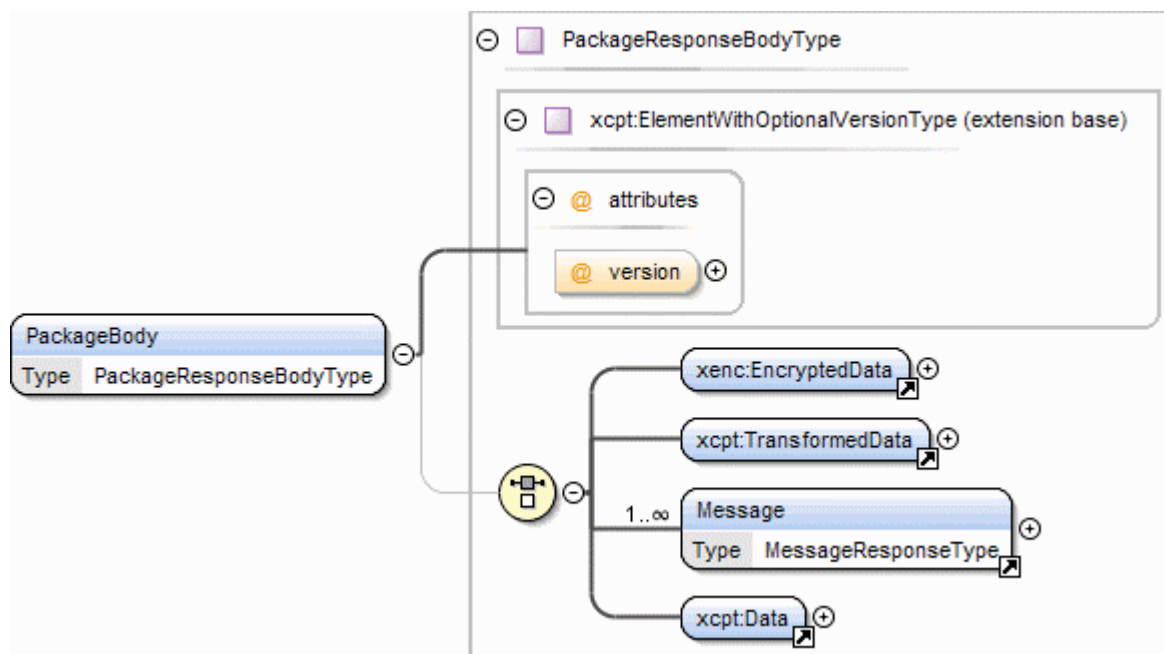 PackageResponseBodyType
xcpt:ElementWithOptionalVersionType (extension base)
@ attributes
@ version
PackageBody
Type PackageResponseBodyType
xenc:EncryptedData
xcpt:TransformedData
1..∞
Message
Type MessageResponseType
xcpt:Data